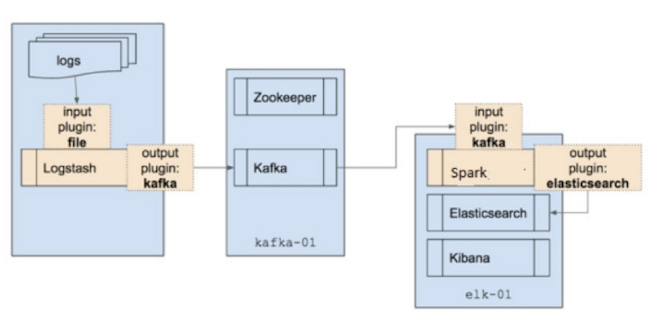 logs
input
plugin:
file
Logstash
output
plugin:
kafka
Zookeeper
Kafka
kafka-01
input
plugin:
kafka
Spark
output
plugin:
elasticsearch
Elasticsearch
Kibana
elk-01